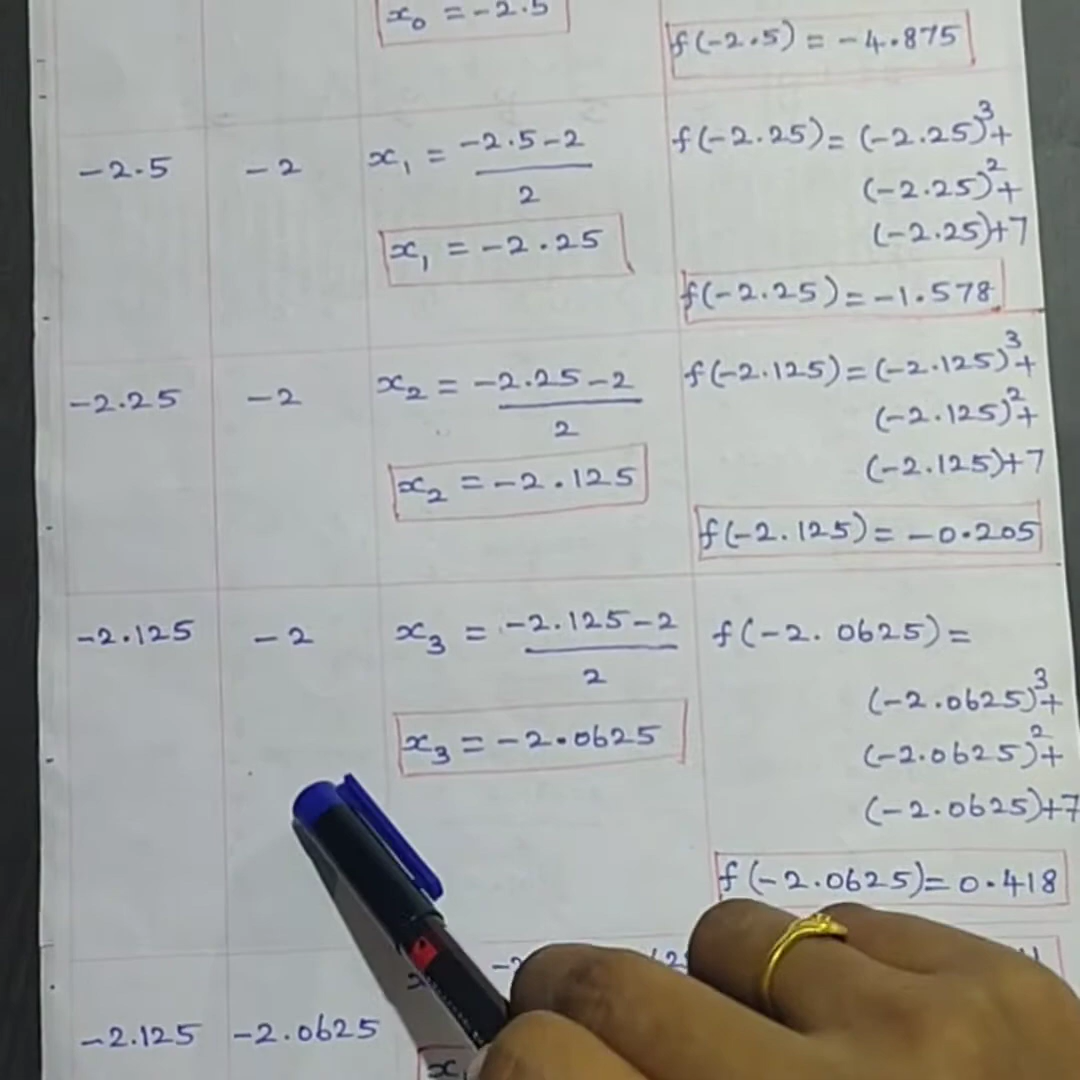 x₀ = -2.5
f(-2.5) = -4.875
-2.5 -2 x₁ = -2.5-2
2
x₁ = -2.25
f(-2.25) = (-2.25)³+
(-2.25)²+
(-2.25)+7
f(-2.25) = -1.578
-2.25 -2 x₂ = -2.25-2
2
x₂ = -2.125
f(-2.125) = (-2.125)³+
(-2.125)²+
(-2.125)+7
f(-2.125) = -0.205
-2.125 -2 x₃ = -2.125-2
2
x₃ = -2.0625
f(-2.0625) =
(-2.0625)³+
(-2.0625)²+
(-2.0625)+7
f(-2.0625) = 0.418
-2.125 -2.0625